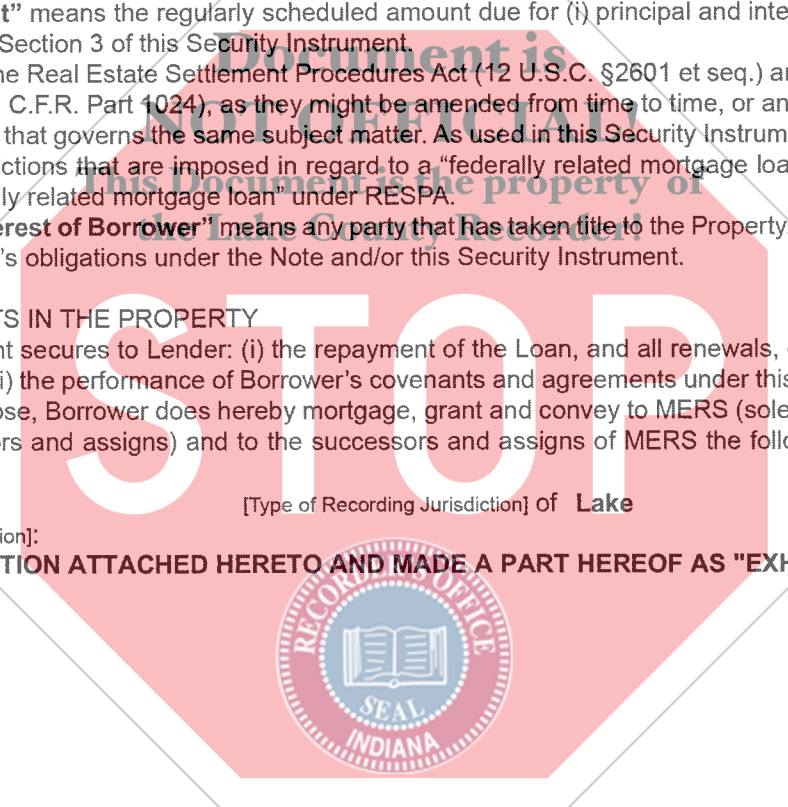 t” means the regularly scheduled amount due for (i) principal and inte
Section 3 of this Security Instrument.
he Real Estate Settlement Procedures Act (12 U.S.C. §2601 et seq.) a
C.F.R. Part 1024), as they might be amended from time to time, or an
that governs the same subject matter. As used in this Security Instrum
ctions that are imposed in regard to a “federally related mortgage loa
ly related mortgage loan” under RESPA.
erest of Borrower” means any party that has taken title to the Property
’s obligations under the Note and/or this Security Instrument.
Document is
NOT OFFICIAL!
This Document is the property of
the Lake County Recorder!
TS IN THE PROPERTY
nt secures to Lender: (i) the repayment of the Loan, and all renewals,
i) the performance of Borrower’s covenants and agreements under this
ose, Borrower does hereby mortgage, grant and convey to MERS (sole
ors and assigns) and to the successors and assigns of MERS the follo
STOP
[Type of Recording Jurisdiction] of Lake
ion]:
TION ATTACHED HERETO AND MADE A PART HEREOF AS "EXH
RECORDER'S OFFICE
SEAL
INDIANA